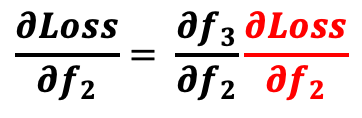 ∂Loss/∂f₂ = ∂f₃/∂f₂ ∂Loss/∂f₂